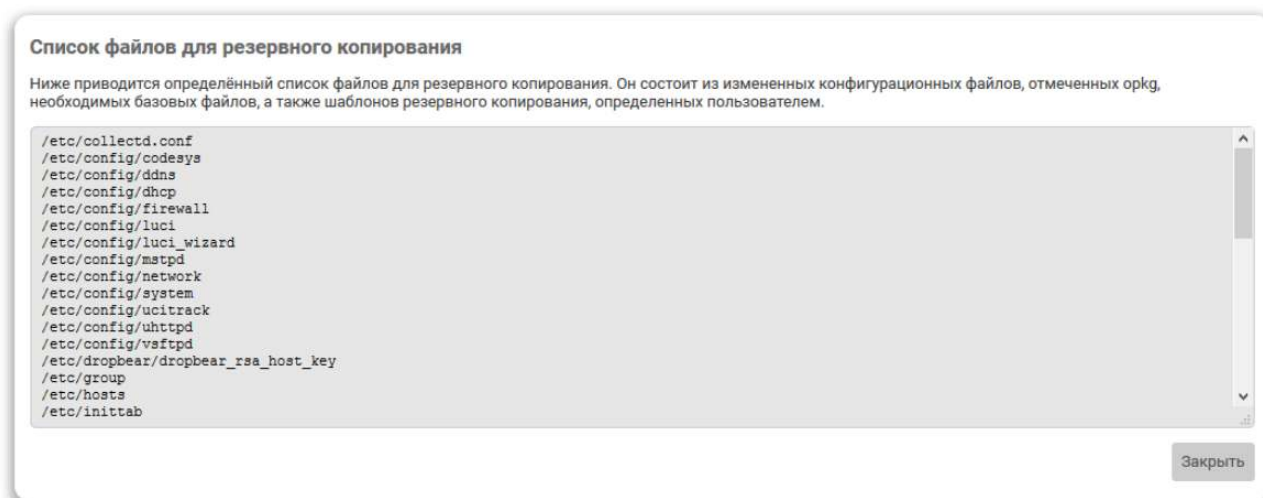 Список файлов для резервного копирования
Ниже приводится определённый список файлов для резервного копирования. Он состоит из измененных конфигурационных файлов, отмеченных opkg,
необходимых базовых файлов, а также шаблонов резервного копирования, определенных пользователем.
/etc/collectd.conf
/etc/config/codesys
/etc/config/ddns
/etc/config/dhcp
/etc/config/firewall
/etc/config/luci
/etc/config/luci_wizard
/etc/config/mstpd
/etc/config/network
/etc/config/system
/etc/config/ucitrack
/etc/config/uhttpd
/etc/config/vsftpd
/etc/dropbear/dropbear_rsa_host_key
/etc/group
/etc/hosts
/etc/inittab
Закрыть